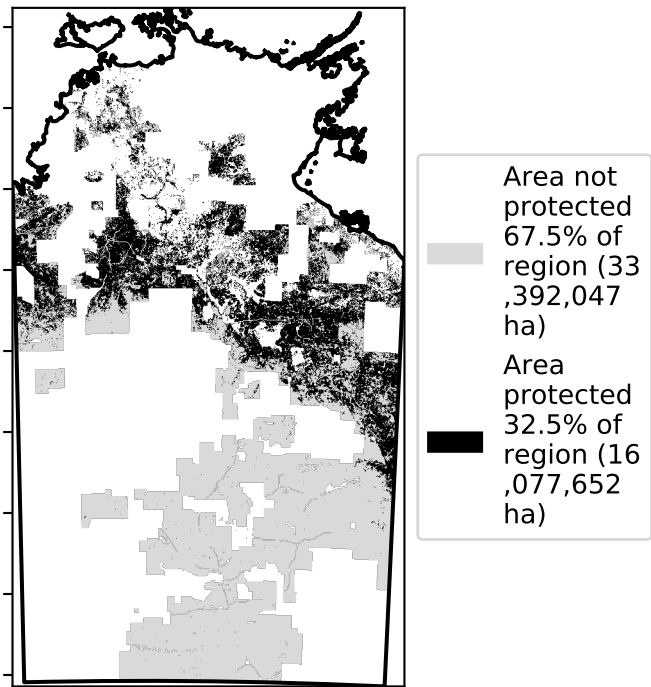 Area not
protected
67.5% of
region (33
,392,047
ha)
Area
protected
32.5% of
region (16
,077,652
ha)